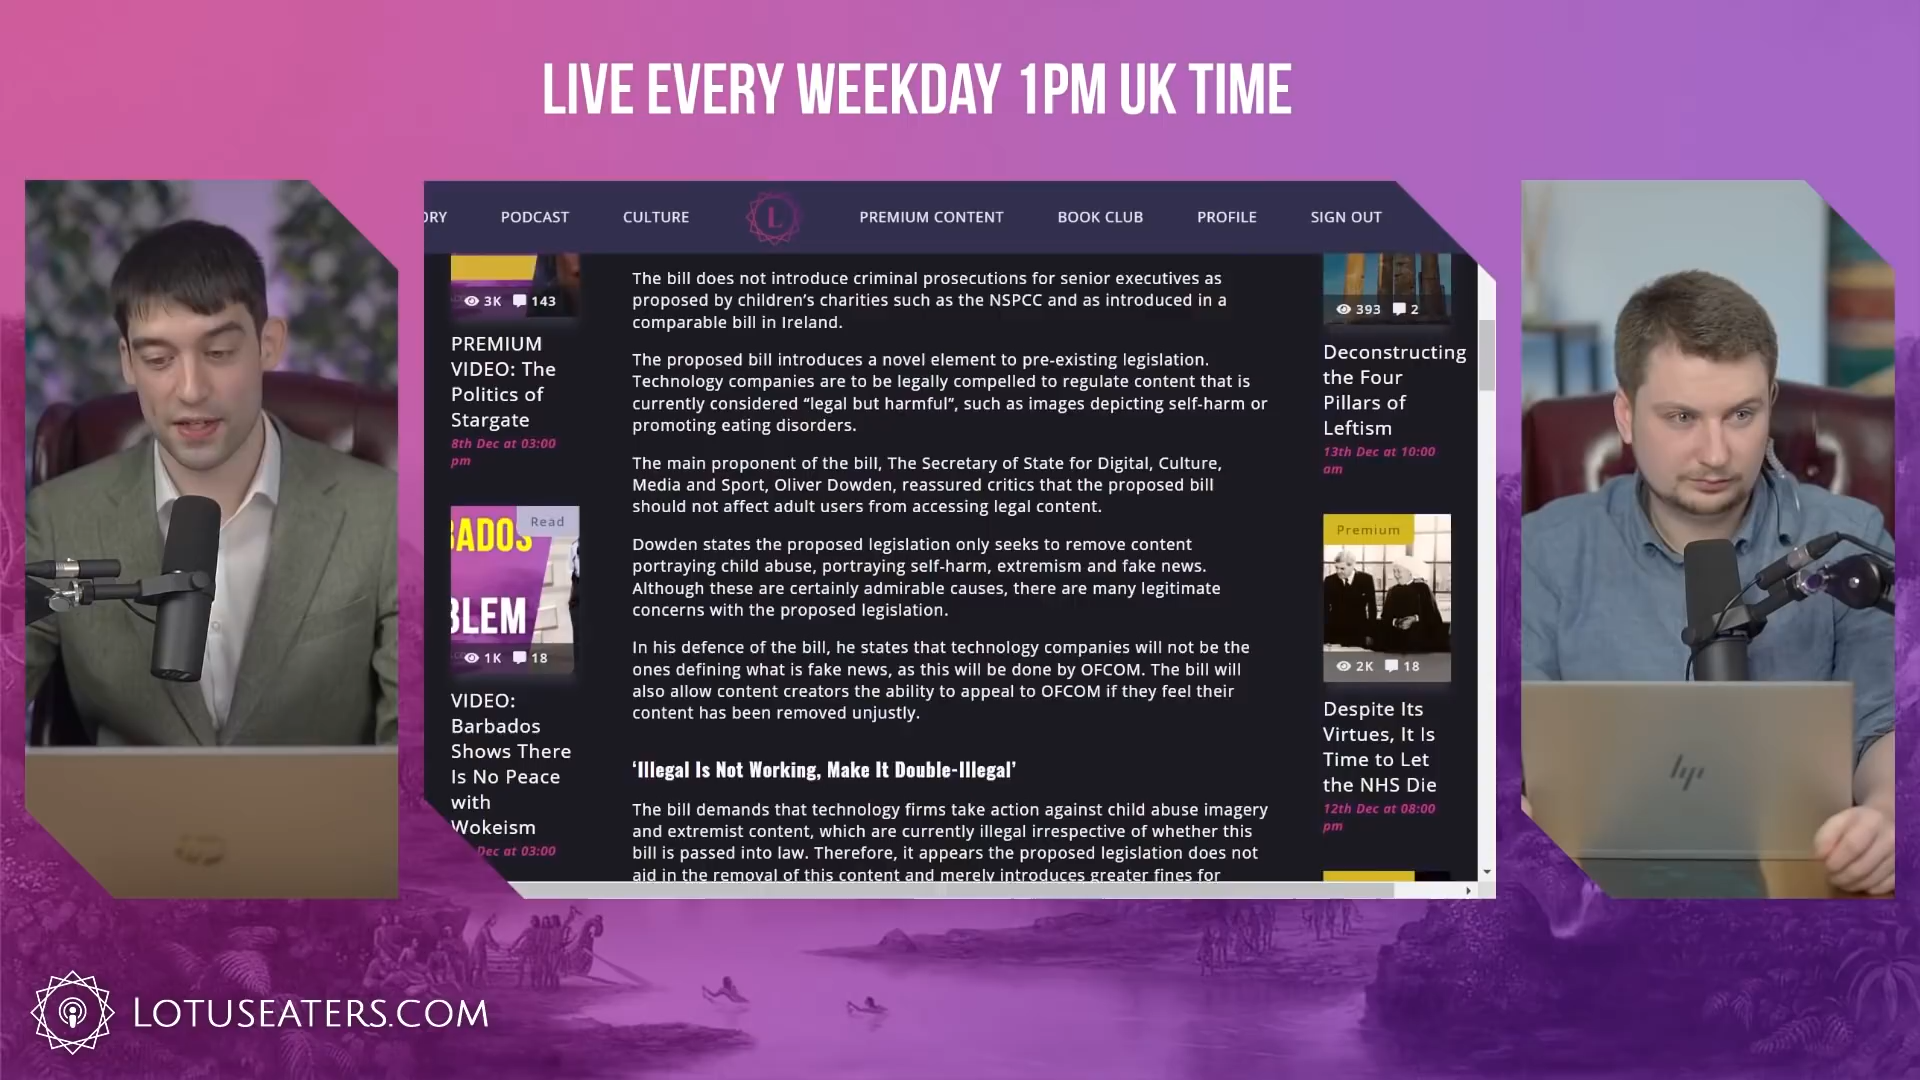 LIVE EVERY WEEKDAY 1PM UK TIME
ORY PODCAST CULTURE L PREMIUM CONTENT BOOK CLUB PROFILE SIGN OUT
3K 143
PREMIUM
VIDEO: The
Politics of
Stargate
8th Dec at 03:00
pm
Read
BADOS
BLEM
1K 18
VIDEO:
Barbados
Shows There
Is No Peace
with
Wokeism
Dec at 03:00
The bill does not introduce criminal prosecutions for senior executives as
proposed by children’s charities such as the NSPCC and as introduced in a
comparable bill in Ireland.
The proposed bill introduces a novel element to pre-existing legislation.
Technology companies are to be legally compelled to regulate content that is
currently considered “legal but harmful”, such as images depicting self-harm or
promoting eating disorders.
The main proponent of the bill, The Secretary of State for Digital, Culture,
Media and Sport, Oliver Dowden, reassured critics that the proposed bill
should not affect adult users from accessing legal content.
Dowden states the proposed legislation only seeks to remove content
portraying child abuse, portraying self-harm, extremism and fake news.
Although these are certainly admirable causes, there are many legitimate
concerns with the proposed legislation.
In his defence of the bill, he states that technology companies will not be the
ones defining what is fake news, as this will be done by OFCOM. The bill will
also allow content creators the ability to appeal to OFCOM if they feel their
content has been removed unjustly.
‘Illegal Is Not Working, Make It Double-Illegal’
The bill demands that technology firms take action against child abuse imagery
and extremist content, which are currently illegal irrespective of whether this
bill is passed into law. Therefore, it appears the proposed legislation does not
aid in the removal of this content and merely introduces greater fines for
393 2
Deconstructing
the Four
Pillars of
Leftism
13th Dec at 10:00
am
Premium
2K 18
Despite Its
Virtues, It Is
Time to Let
the NHS Die
12th Dec at 08:00
pm
hp
LOTUSEATERS.COM